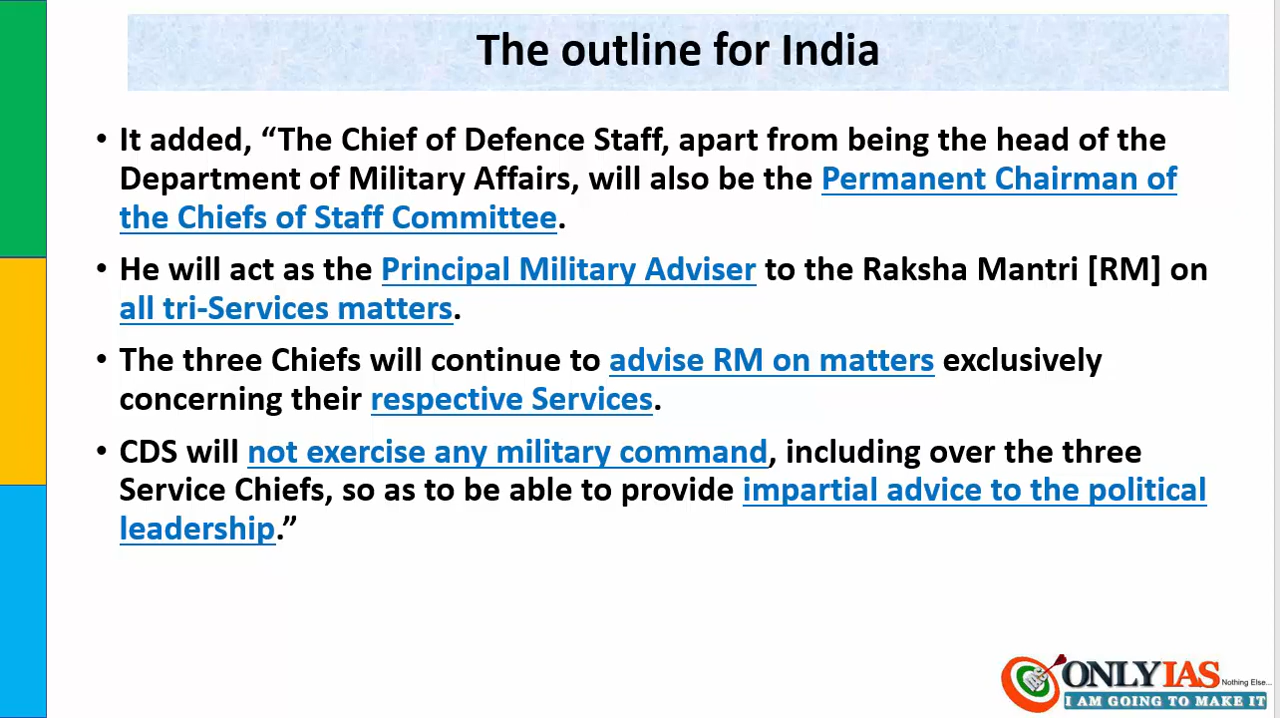 The outline for India
• It added, “The Chief of Defence Staff, apart from being the head of the
Department of Military Affairs, will also be the Permanent Chairman of
the Chiefs of Staff Committee.
• He will act as the Principal Military Adviser to the Raksha Mantri [RM] on
all tri-Services matters.
• The three Chiefs will continue to advise RM on matters exclusively
concerning their respective Services.
• CDS will not exercise any military command, including over the three
Service Chiefs, so as to be able to provide impartial advice to the political
leadership.”
ONLYIAS
Nothing Else...
I AM GOING TO MAKE IT